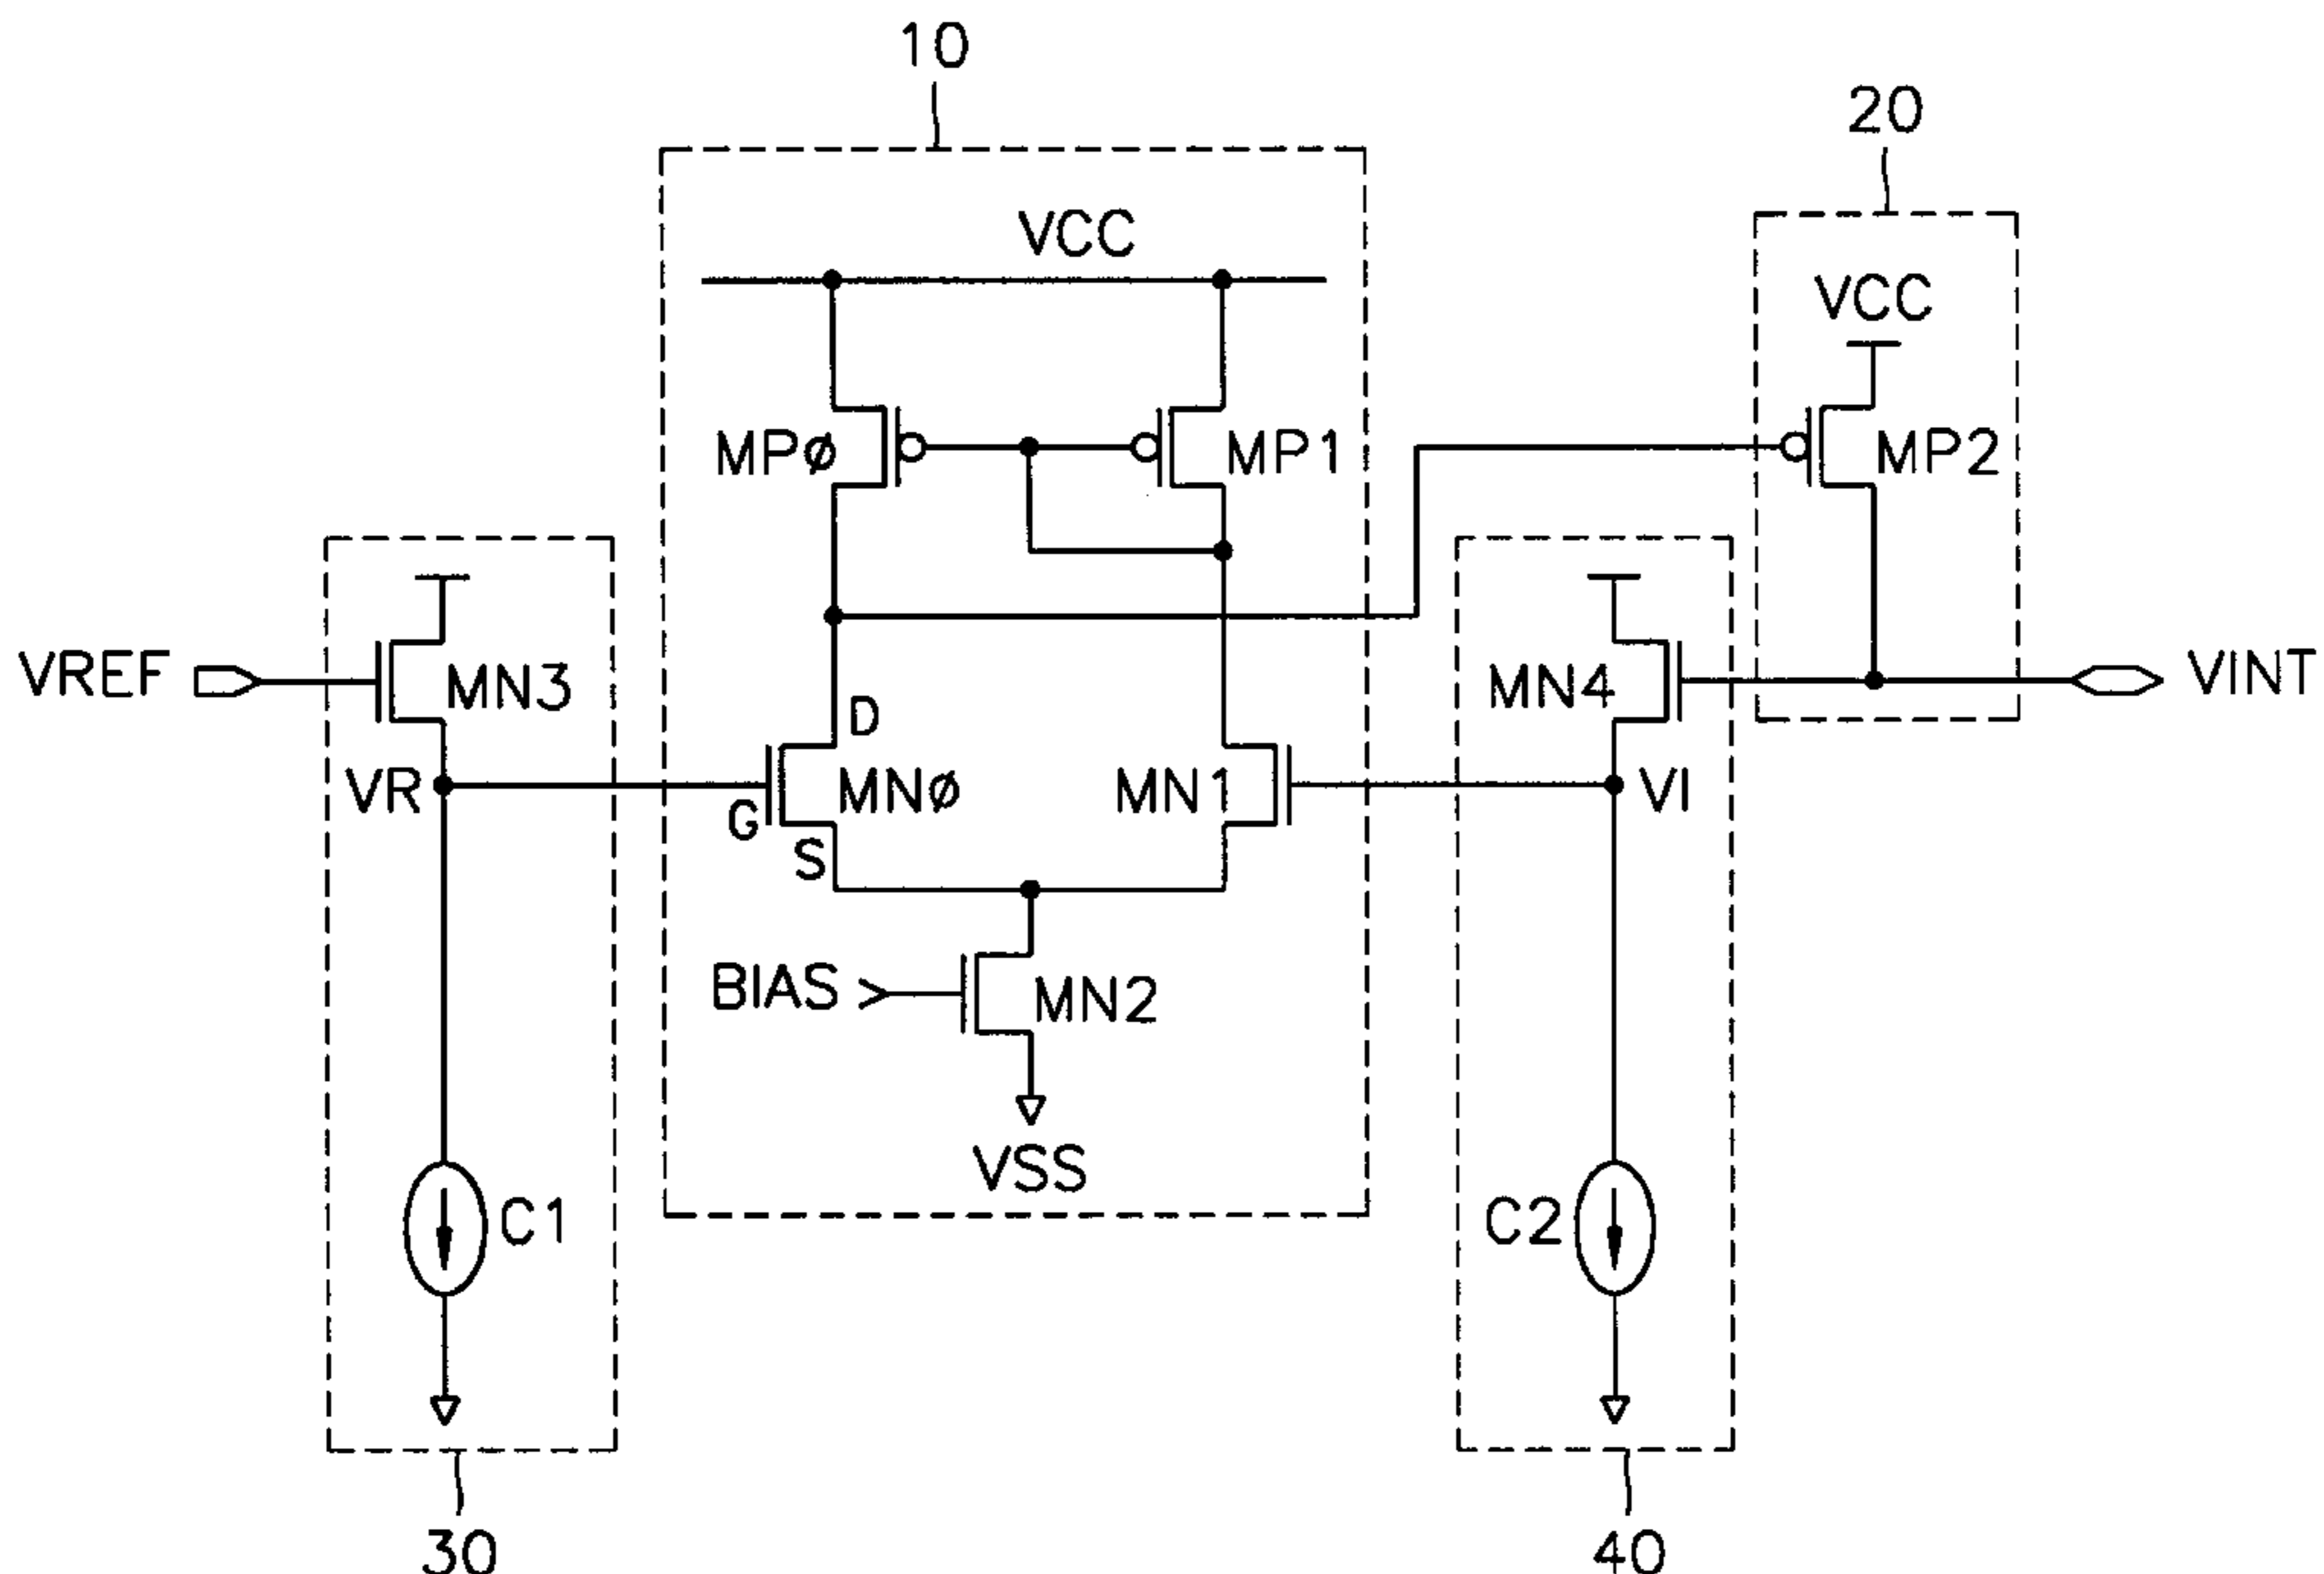 10
20
VCC
VCC
MPø
MP1
MP2
VREF
MN3
MN4
VINT
D
VR
G
MNø
MN1
VI
S
BIAS
MN2
VSS
C1
C2
30
40